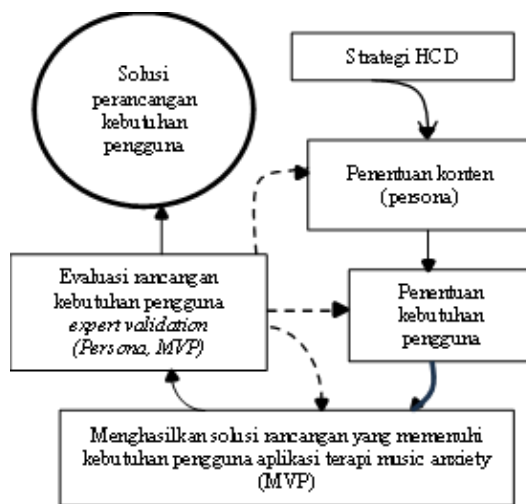 Solusi
perancangan
kebutuhan
pengguna
Strategi HCD
Penentuan konten
(persona)
Evaluasi rancangan
kebutuhan pengguna
expert validation
(Persona, MVP)
Penentuan
kebutuhan
pengguna
Menghasilkan solusi rancangan yang memenuhi
kebutuhan pengguna aplikasi terapi music anxiety
(MVP)